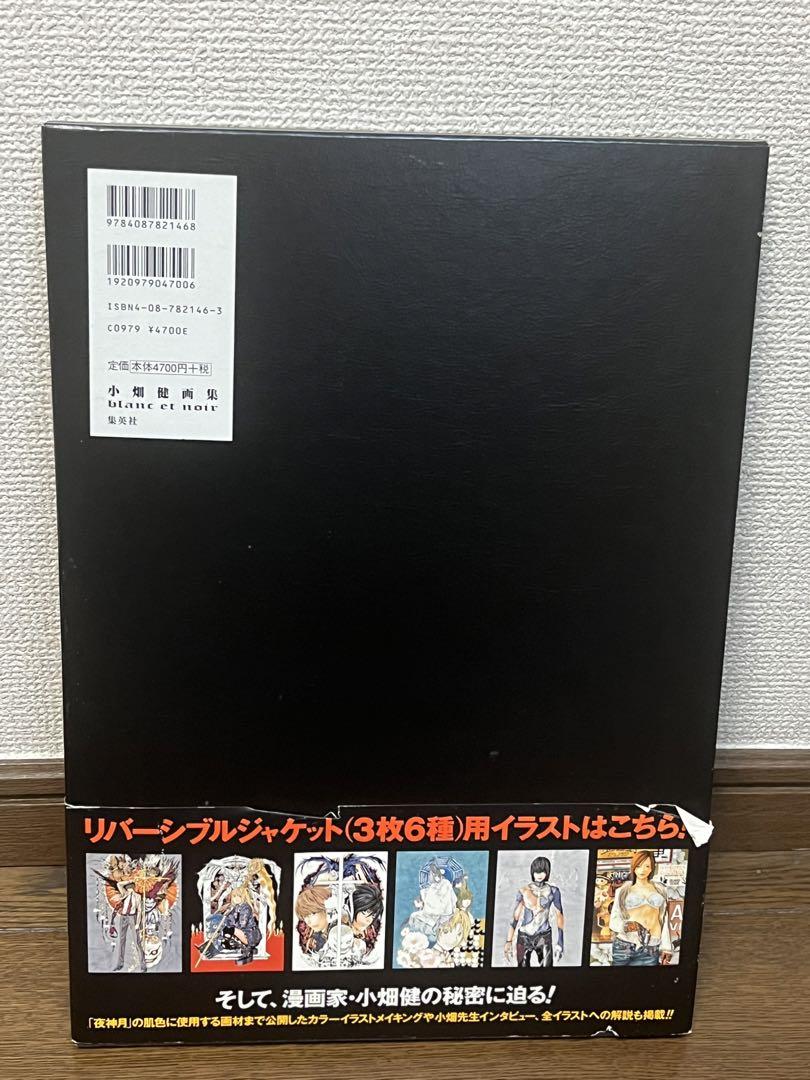 9784087821468
1920979047006
ISBN4-08-782146-3
C0979 ¥4700E
定価 本体4700円+税
小畑健画集
blanc et noir
集英社
リバーシブルジャケット(3枚6種)用イラストはこちら!
そして、漫画家・小畑健の秘密に迫る!
「夜神月」の肌色に使用する画材まで公開したカラーイラストメイキングや小畑先生インタビュー、全イラストへの解説も掲載!!